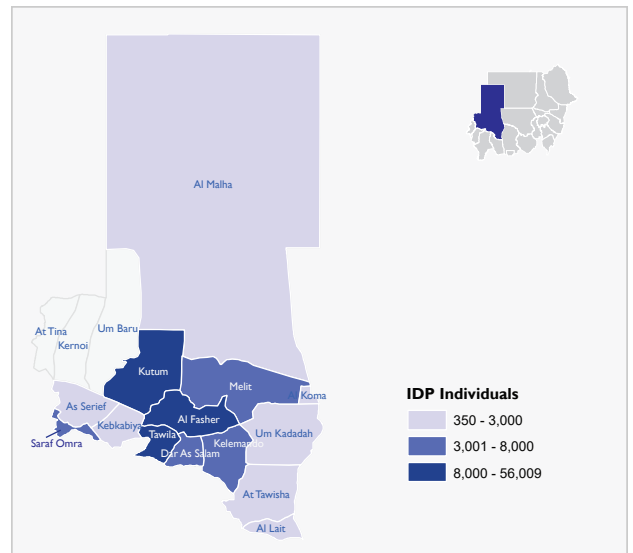 Al Malha
At Tina
Um Baru
Kernoi
Kutum
Melit
Al Koma
As Serief
Al Fasher
Kebkabiya
Saraf Omra
Tawila
Kelemando
Um Kadadah
Dar As Salam
At Tawisha
Al Lait
IDP Individuals
350 - 3,000
3,001 - 8,000
8,000 - 56,009